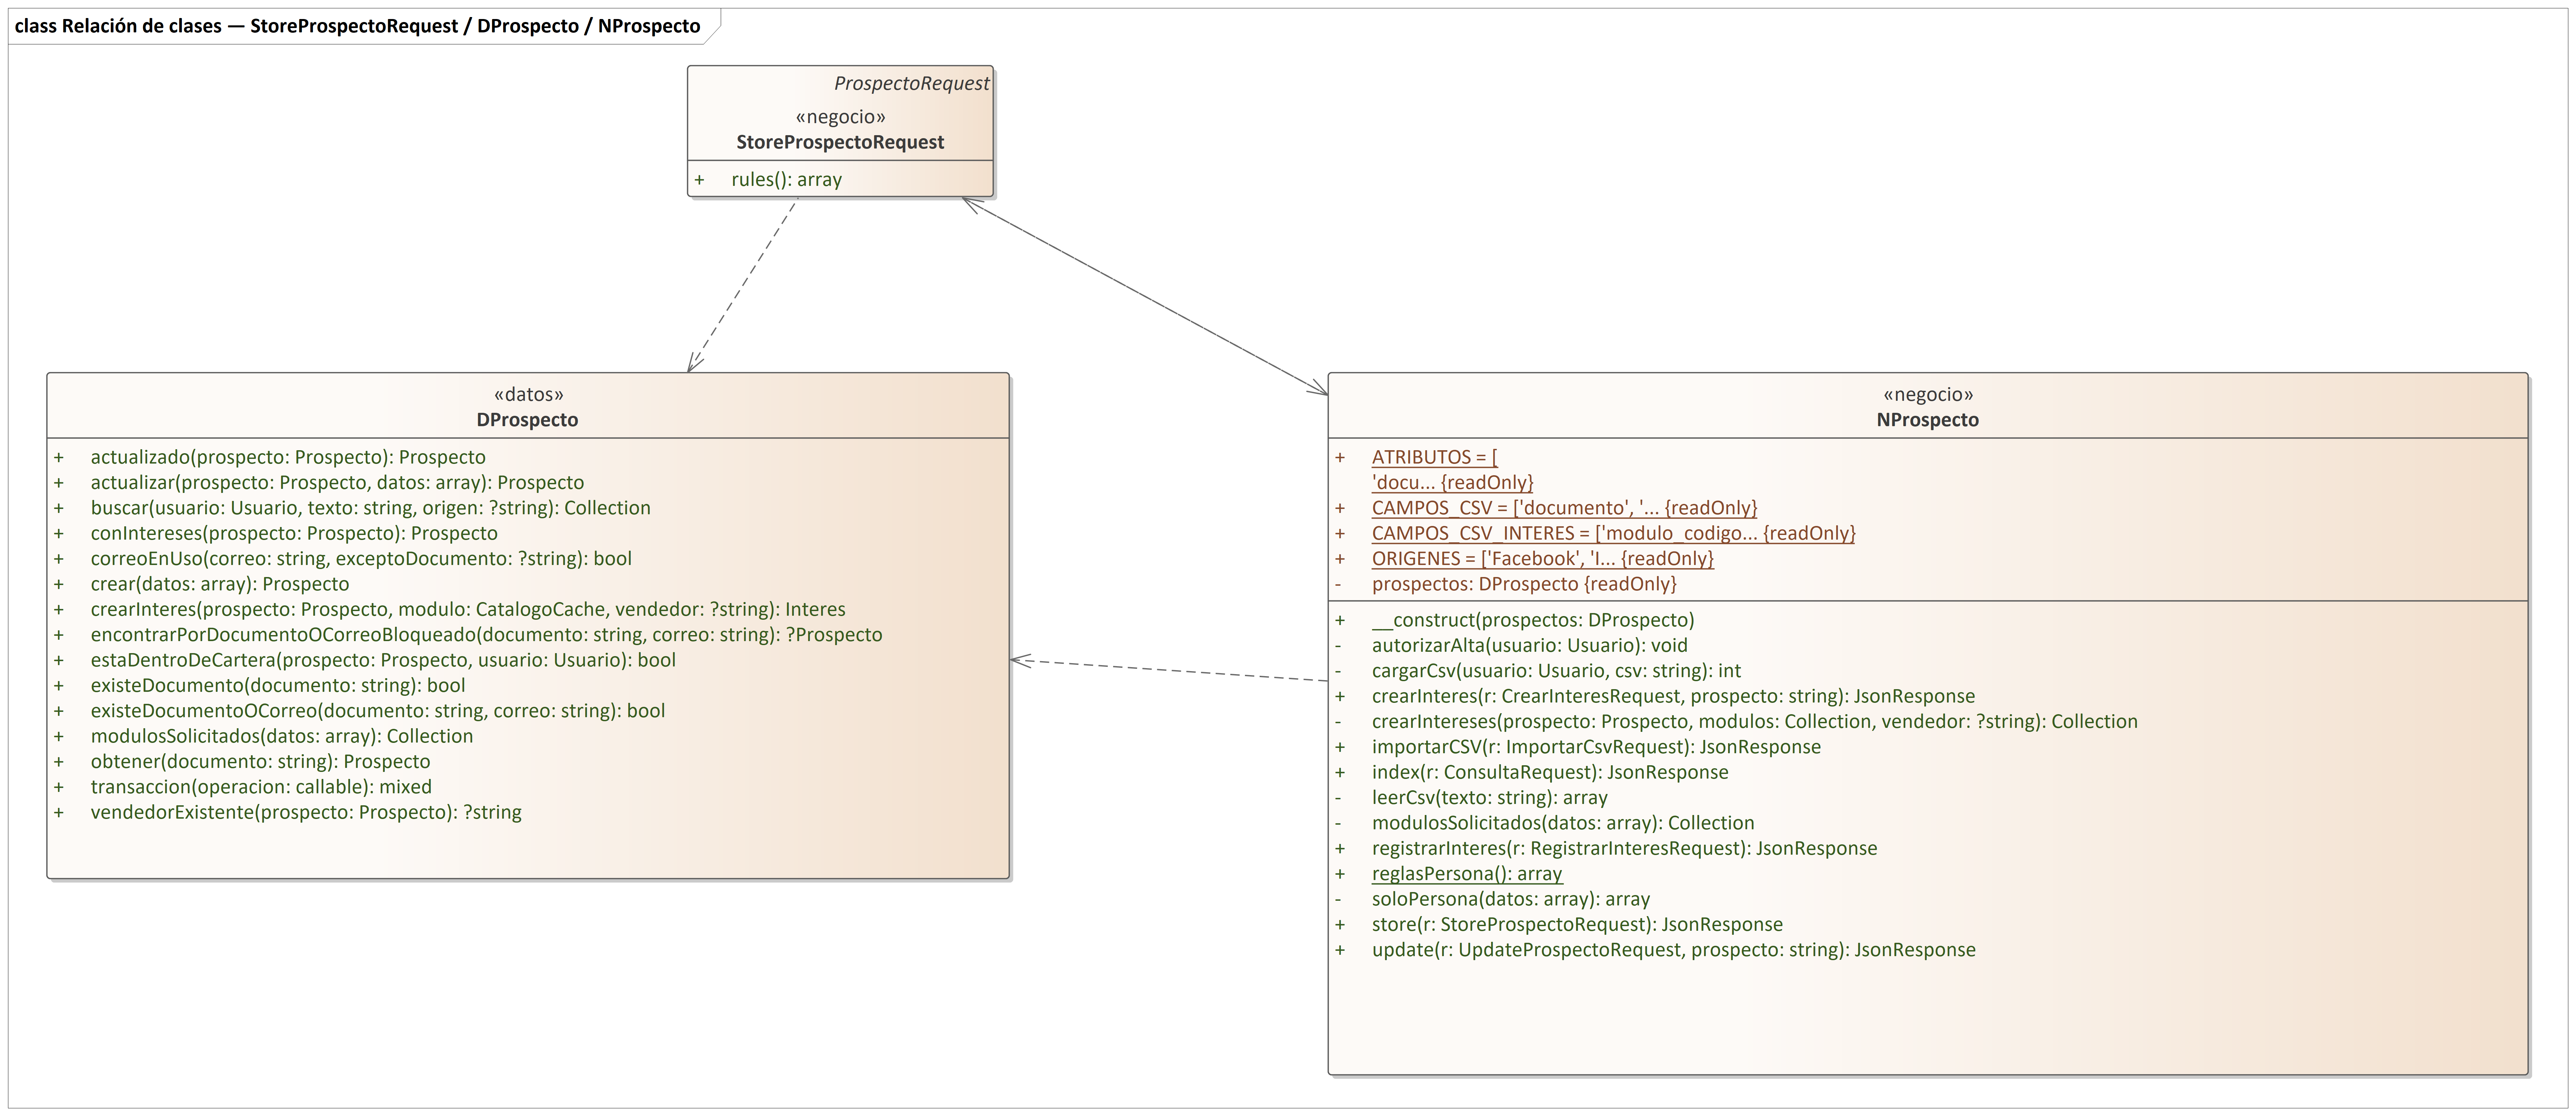 class Relación de clases — StoreProspectoRequest / DProspecto / NProspecto
ProspectoRequest
«negocio»
StoreProspectoRequest
+ rules(): array
«datos»
DProspecto
+ actualizado(prospecto: Prospecto): Prospecto
+ actualizar(prospecto: Prospecto, datos: array): Prospecto
+ buscar(usuario: Usuario, texto: string, origen: ?string): Collection
+ conIntereses(prospecto: Prospecto): Prospecto
+ correoEnUso(correo: string, exceptoDocumento: ?string): bool
+ crear(datos: array): Prospecto
+ crearInteres(prospecto: Prospecto, modulo: CatalogoCache, vendedor: ?string): Interes
+ encontrarPorDocumentoOCorreoBloqueado(documento: string, correo: string): ?Prospecto
+ estaDentroDeCartera(prospecto: Prospecto, usuario: Usuario): bool
+ existeDocumento(documento: string): bool
+ existeDocumentoOCorreo(documento: string, correo: string): bool
+ modulosSolicitados(datos: array): Collection
+ obtener(documento: string): Prospecto
+ transaccion(operacion: callable): mixed
+ vendedorExistente(prospecto: Prospecto): ?string
«negocio»
NProspecto
+ ATRIBUTOS = [
'docu... {readOnly}
+ CAMPOS_CSV = ['documento', '... {readOnly}
+ CAMPOS_CSV_INTERES = ['modulo_codigo... {readOnly}
+ ORIGENES = ['Facebook', 'I... {readOnly}
- prospectos: DProspecto {readOnly}
+ __construct(prospectos: DProspecto)
- autorizarAlta(usuario: Usuario): void
- cargarCsv(usuario: Usuario, csv: string): int
+ crearInteres(r: CrearInteresRequest, prospecto: string): JsonResponse
- crearIntereses(prospecto: Prospecto, modulos: Collection, vendedor: ?string): Collection
+ importarCSV(r: ImportarCsvRequest): JsonResponse
+ index(r: ConsultaRequest): JsonResponse
- leerCsv(texto: string): array
- modulosSolicitados(datos: array): Collection
+ registrarInteres(r: RegistrarInteresRequest): JsonResponse
+ reglasPersona(): array
- soloPersona(datos: array): array
+ store(r: StoreProspectoRequest): JsonResponse
+ update(r: UpdateProspectoRequest, prospecto: string): JsonResponse